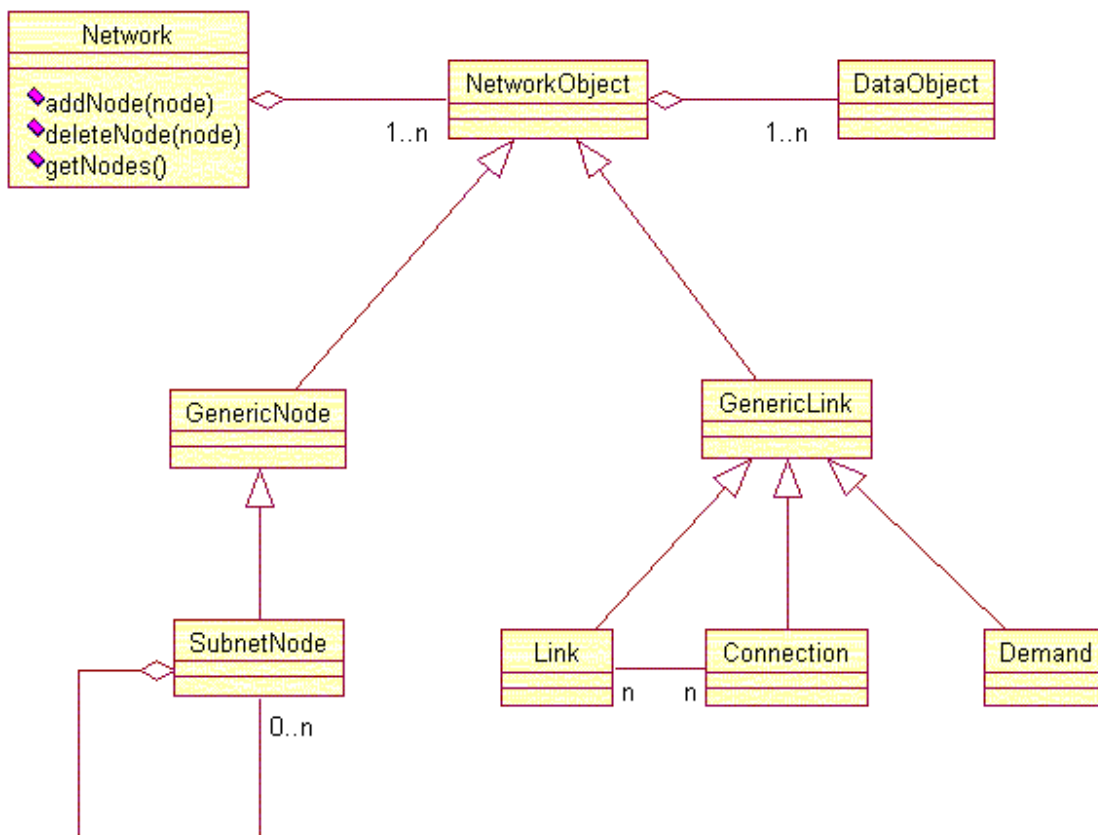 Network
addNode(node)
deleteNode(node)
getNodes()
NetworkObject
DataObject
1..n
1..n
GenericNode
GenericLink
SubnetNode
Link
Connection
Demand
n
n
0..n